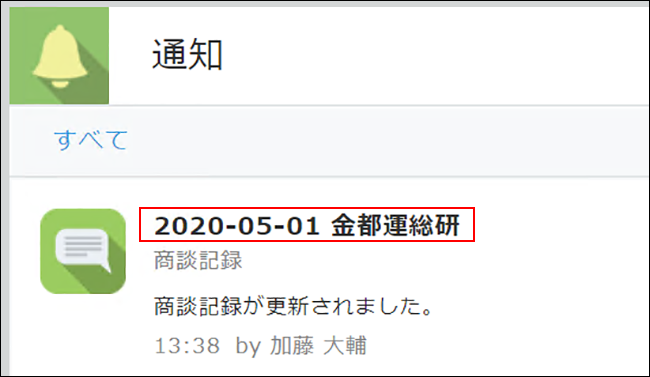 通知
すべて
2020-05-01 金都運総研
商談記録
商談記録が更新されました。
13:38 by 加藤 大輔